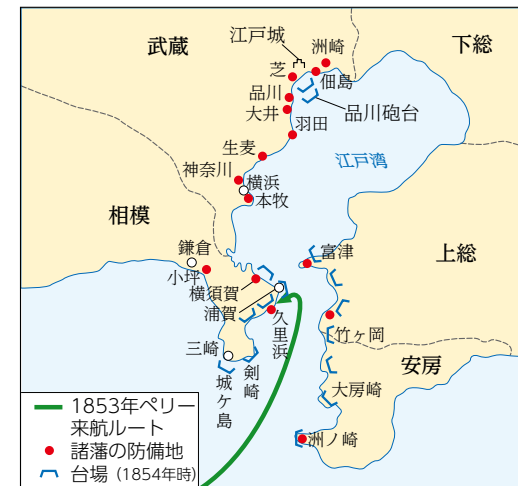 武蔵
江戸城
洲崎
下総
芝
佃島
品川
品川砲台
大井
羽田
生麦
江戸湾
神奈川
横浜
本牧
相模
鎌倉
小坪
富津
上総
横須賀
浦賀
久里浜
竹ヶ岡
三崎
剣崎
城ケ島
安房
大房崎
洲ノ崎
1853年ペリー
来航ルート
諸藩の防備地
台場 (1854年時)